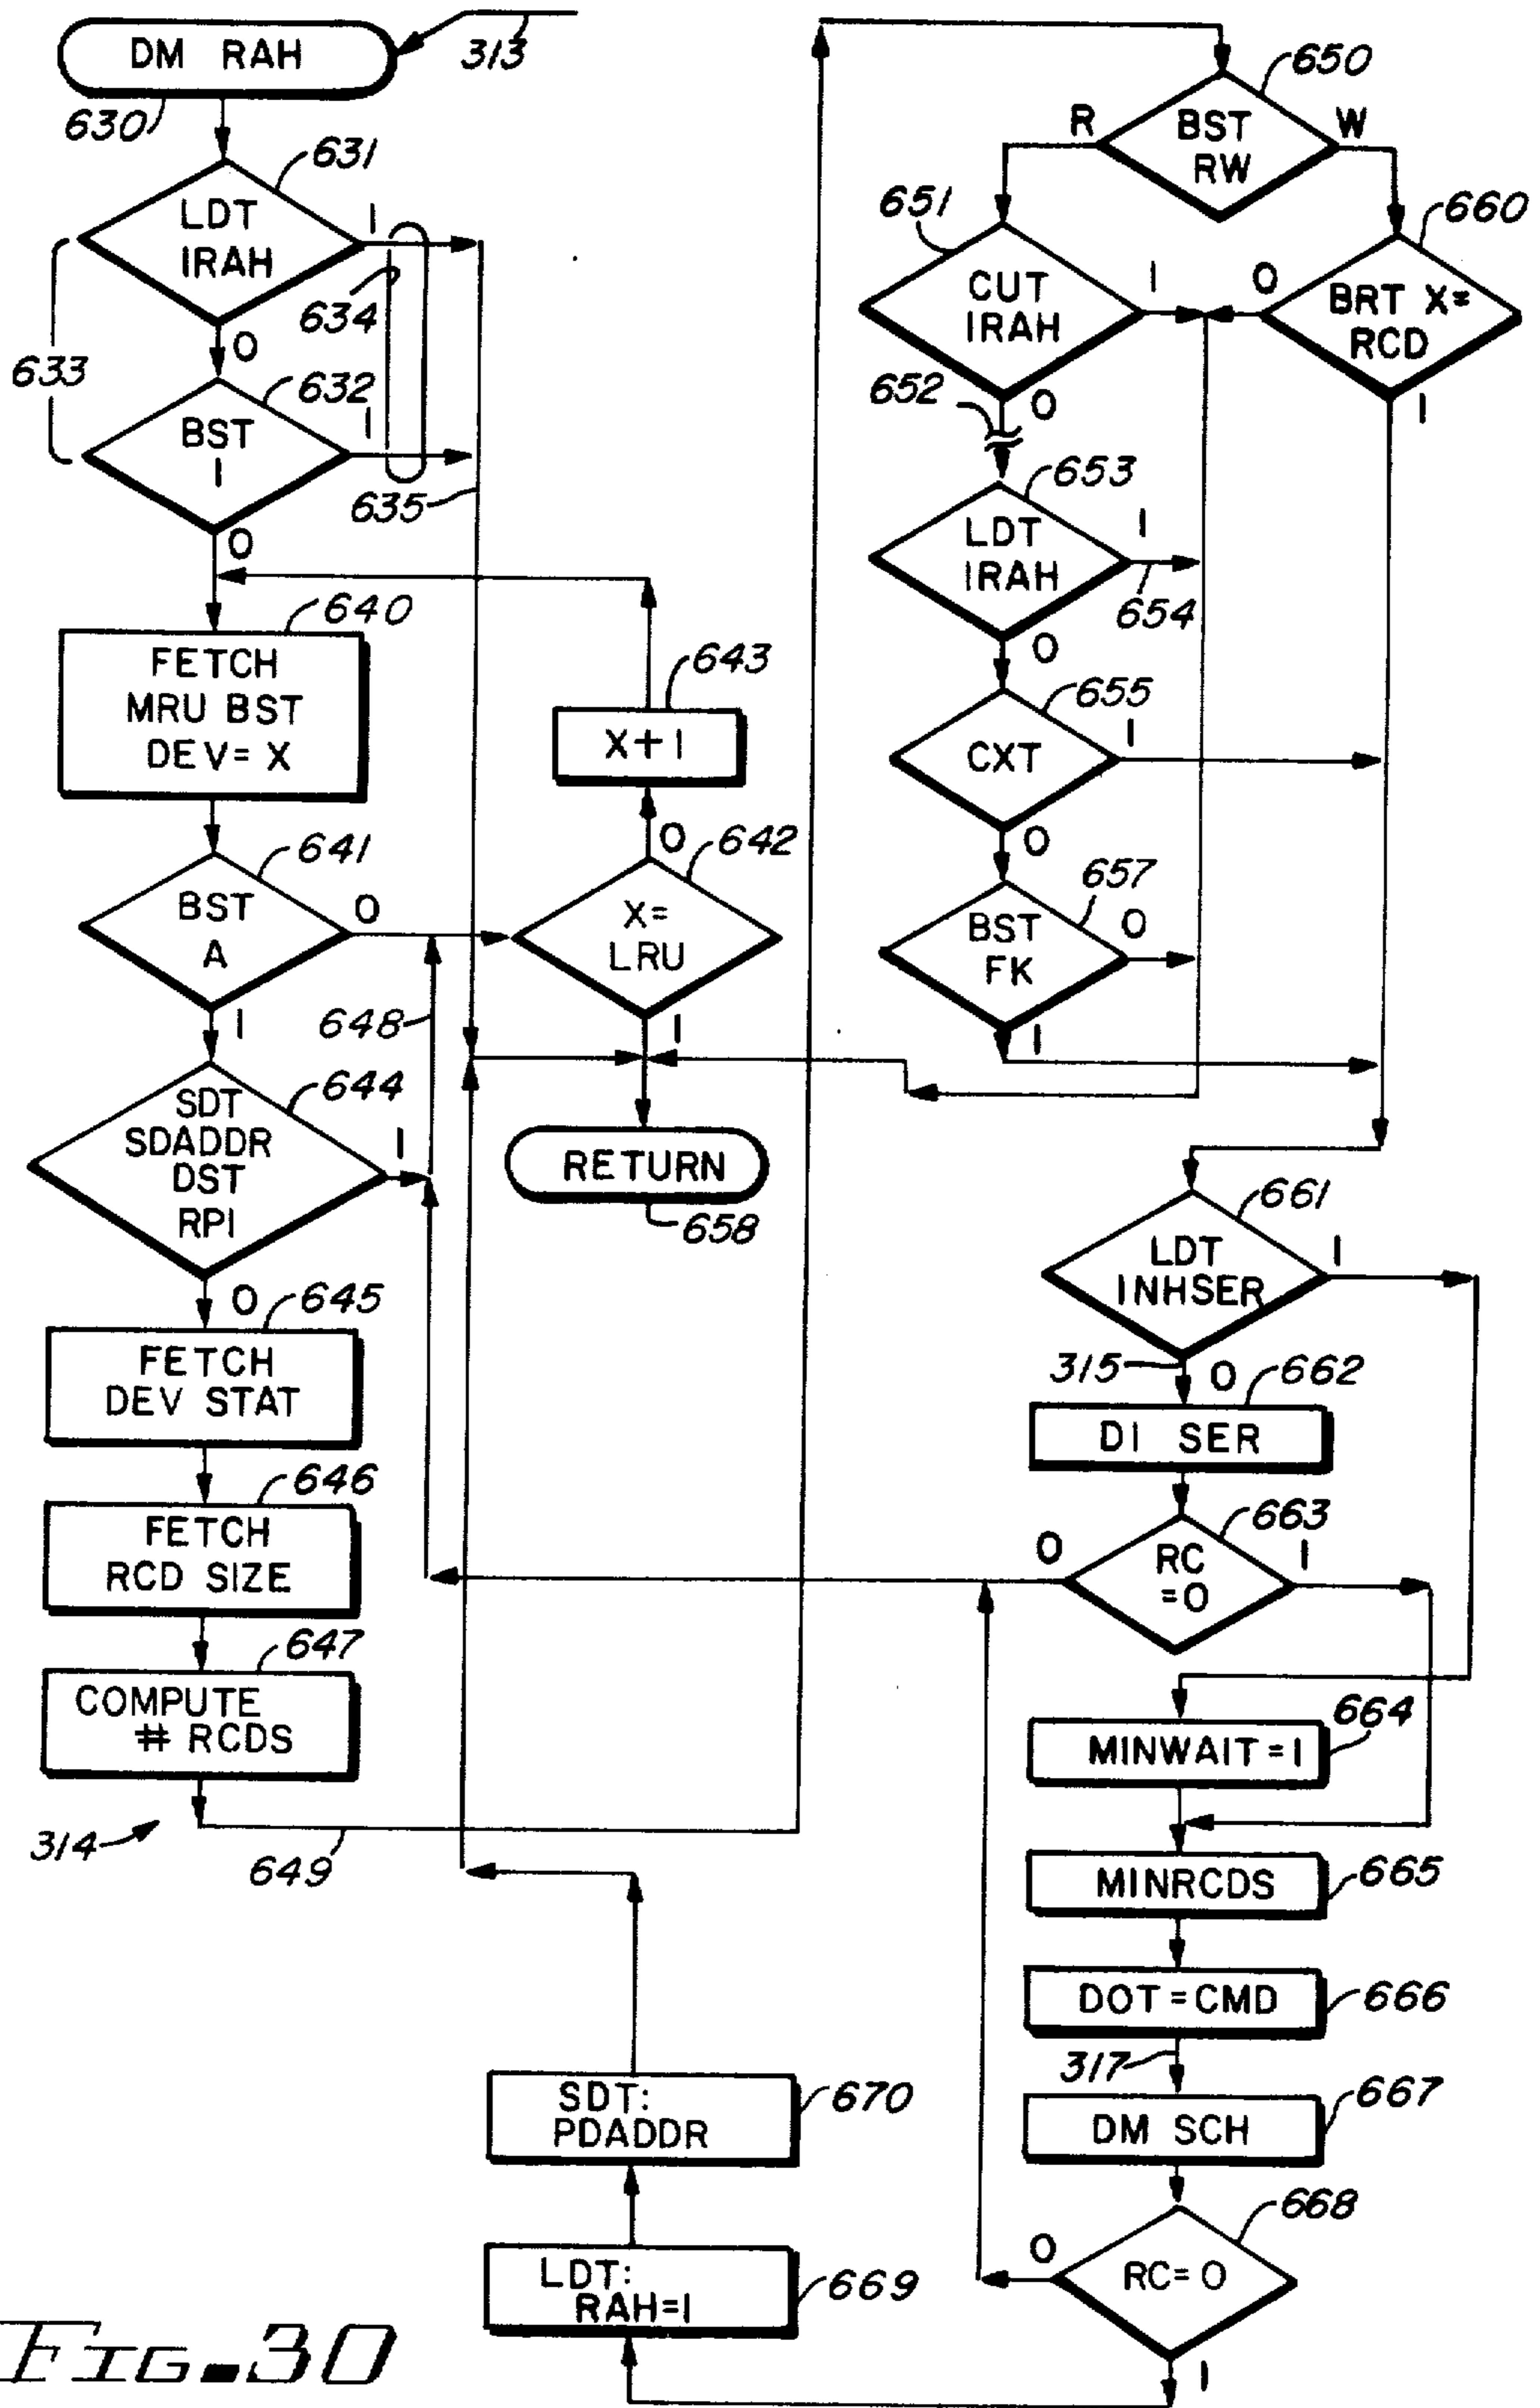 DM RAH
313
630
631
LDT
IRAH
1
634
0
633
632
BST
I
1
635
0
640
FETCH
MRU BST
DEV= X
643
X+1
641
BST
A
0
0
642
X=
LRU
1
648
1
644
SDT
SDADDR
DST
RPI
1
RETURN
658
0
645
FETCH
DEV STAT
646
FETCH
RCD SIZE
647
COMPUTE
# RCDS
314
649
650
BST
RW
R
W
651
CUT
IRAH
1
0
660
BRT X=
RCD
1
652
0
653
LDT
IRAH
1
654
0
655
CXT
1
0
657
BST
FK
0
1
661
LDT
INHSER
1
315
0
662
DI SER
663
RC
=0
0
1
664
MINWAIT=1
MINRCDS
665
DOT=CMD
666
317
667
DM SCH
668
RC=0
0
1
SDT:
PDADDR
670
LDT:
RAH=1
669
FIG. 30